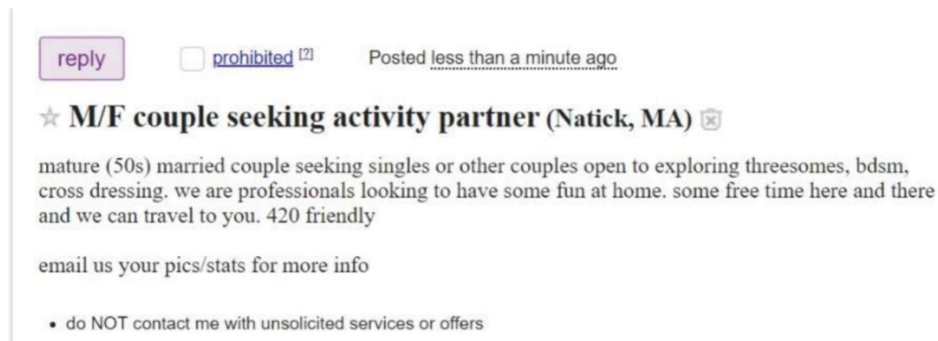 reply prohibited [?] Posted less than a minute ago
☆ M/F couple seeking activity partner (Natick, MA)
mature (50s) married couple seeking singles or other couples open to exploring threesomes, bdsm,
cross dressing. we are professionals looking to have some fun at home. some free time here and there
and we can travel to you. 420 friendly
email us your pics/stats for more info
• do NOT contact me with unsolicited services or offers